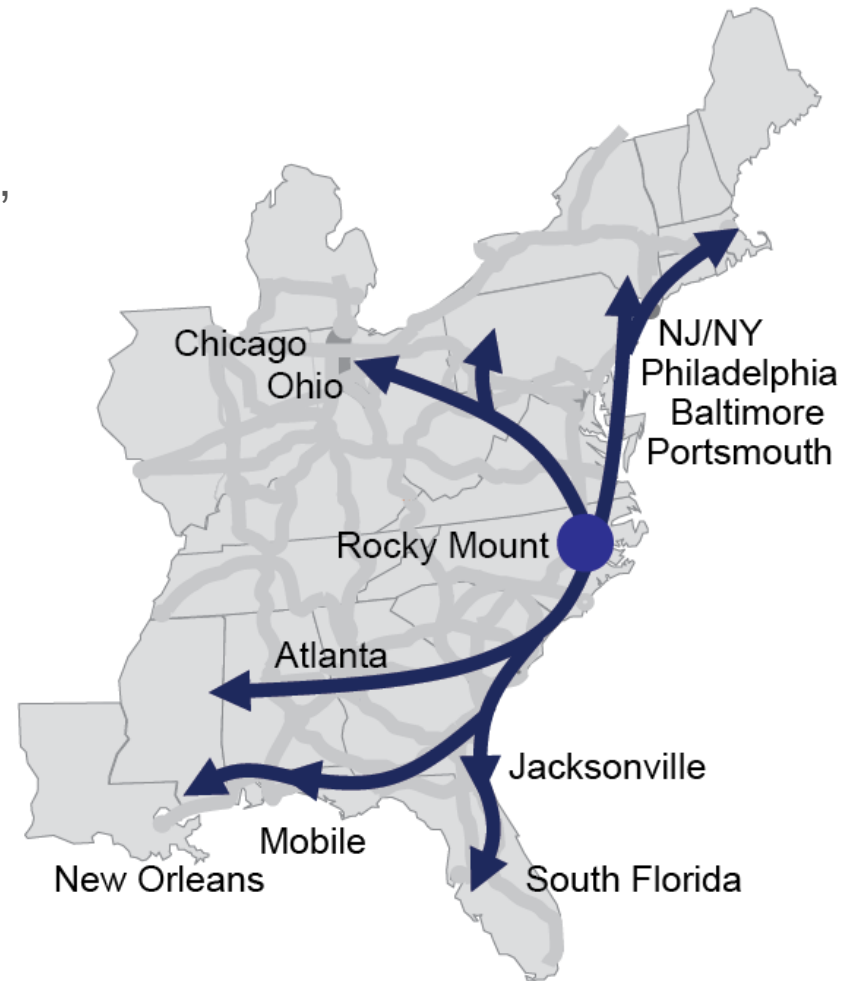 ,
Chicago
Ohio
NJ/NY
Philadelphia
Baltimore
Portsmouth
Rocky Mount
Atlanta
Jacksonville
Mobile
New Orleans
South Florida